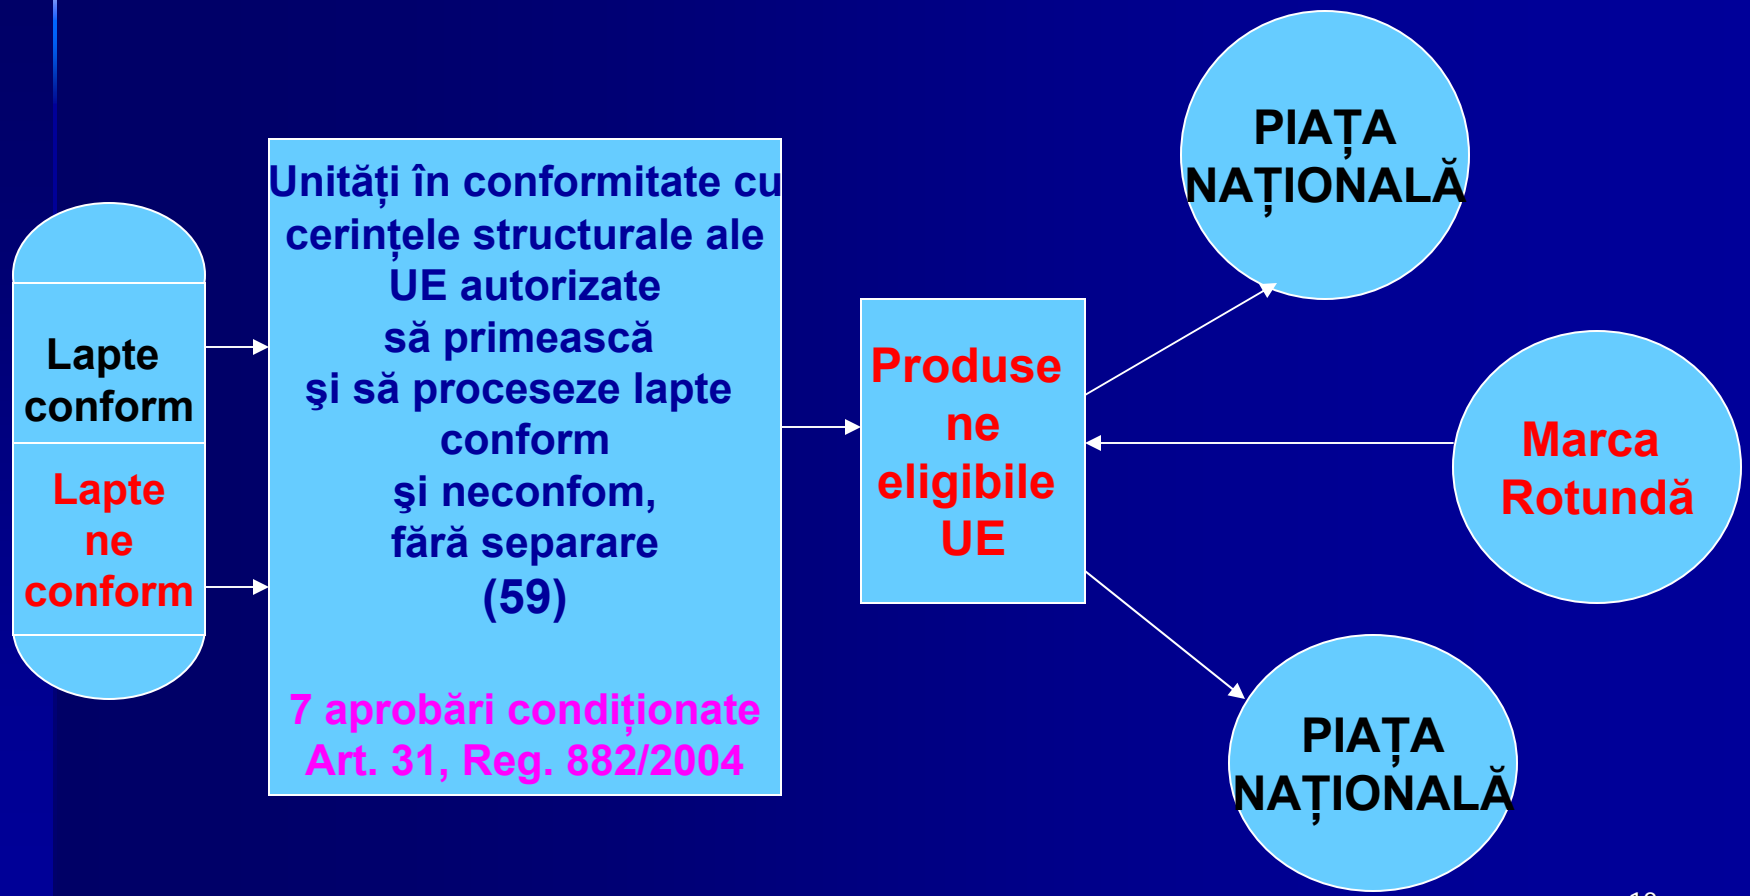 Lapte
conform
Lapte
ne
conform
Unități în conformitate cu
cerințele structurale ale
UE autorizate
să primească
şi să proceseze lapte
conform
şi neconfom,
fără separare
(59)
7 aprobări condiționate
Art. 31, Reg. 882/2004
Produse
ne
eligibile
UE
PIAȚA
NAȚIONALĂ
Marca
Rotundă
PIAȚA
NAȚIONALĂ